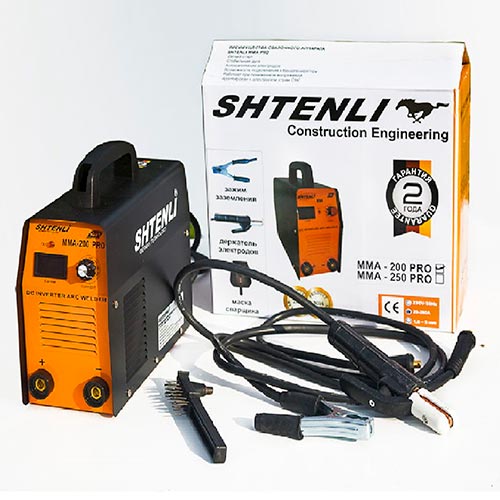 SHTENLI
Construction Engineering
зажим
заземления
держатель
электродов
маска
сварщика
ГАРАНТИЯ
2
ГОДА
GUARANTEE
MMA - 200 PRO
MMA - 250 PRO
CE
SHTENLI
SHTENLI
MMA-200 PRO
DC INVERTER ARC WELDER
+
-